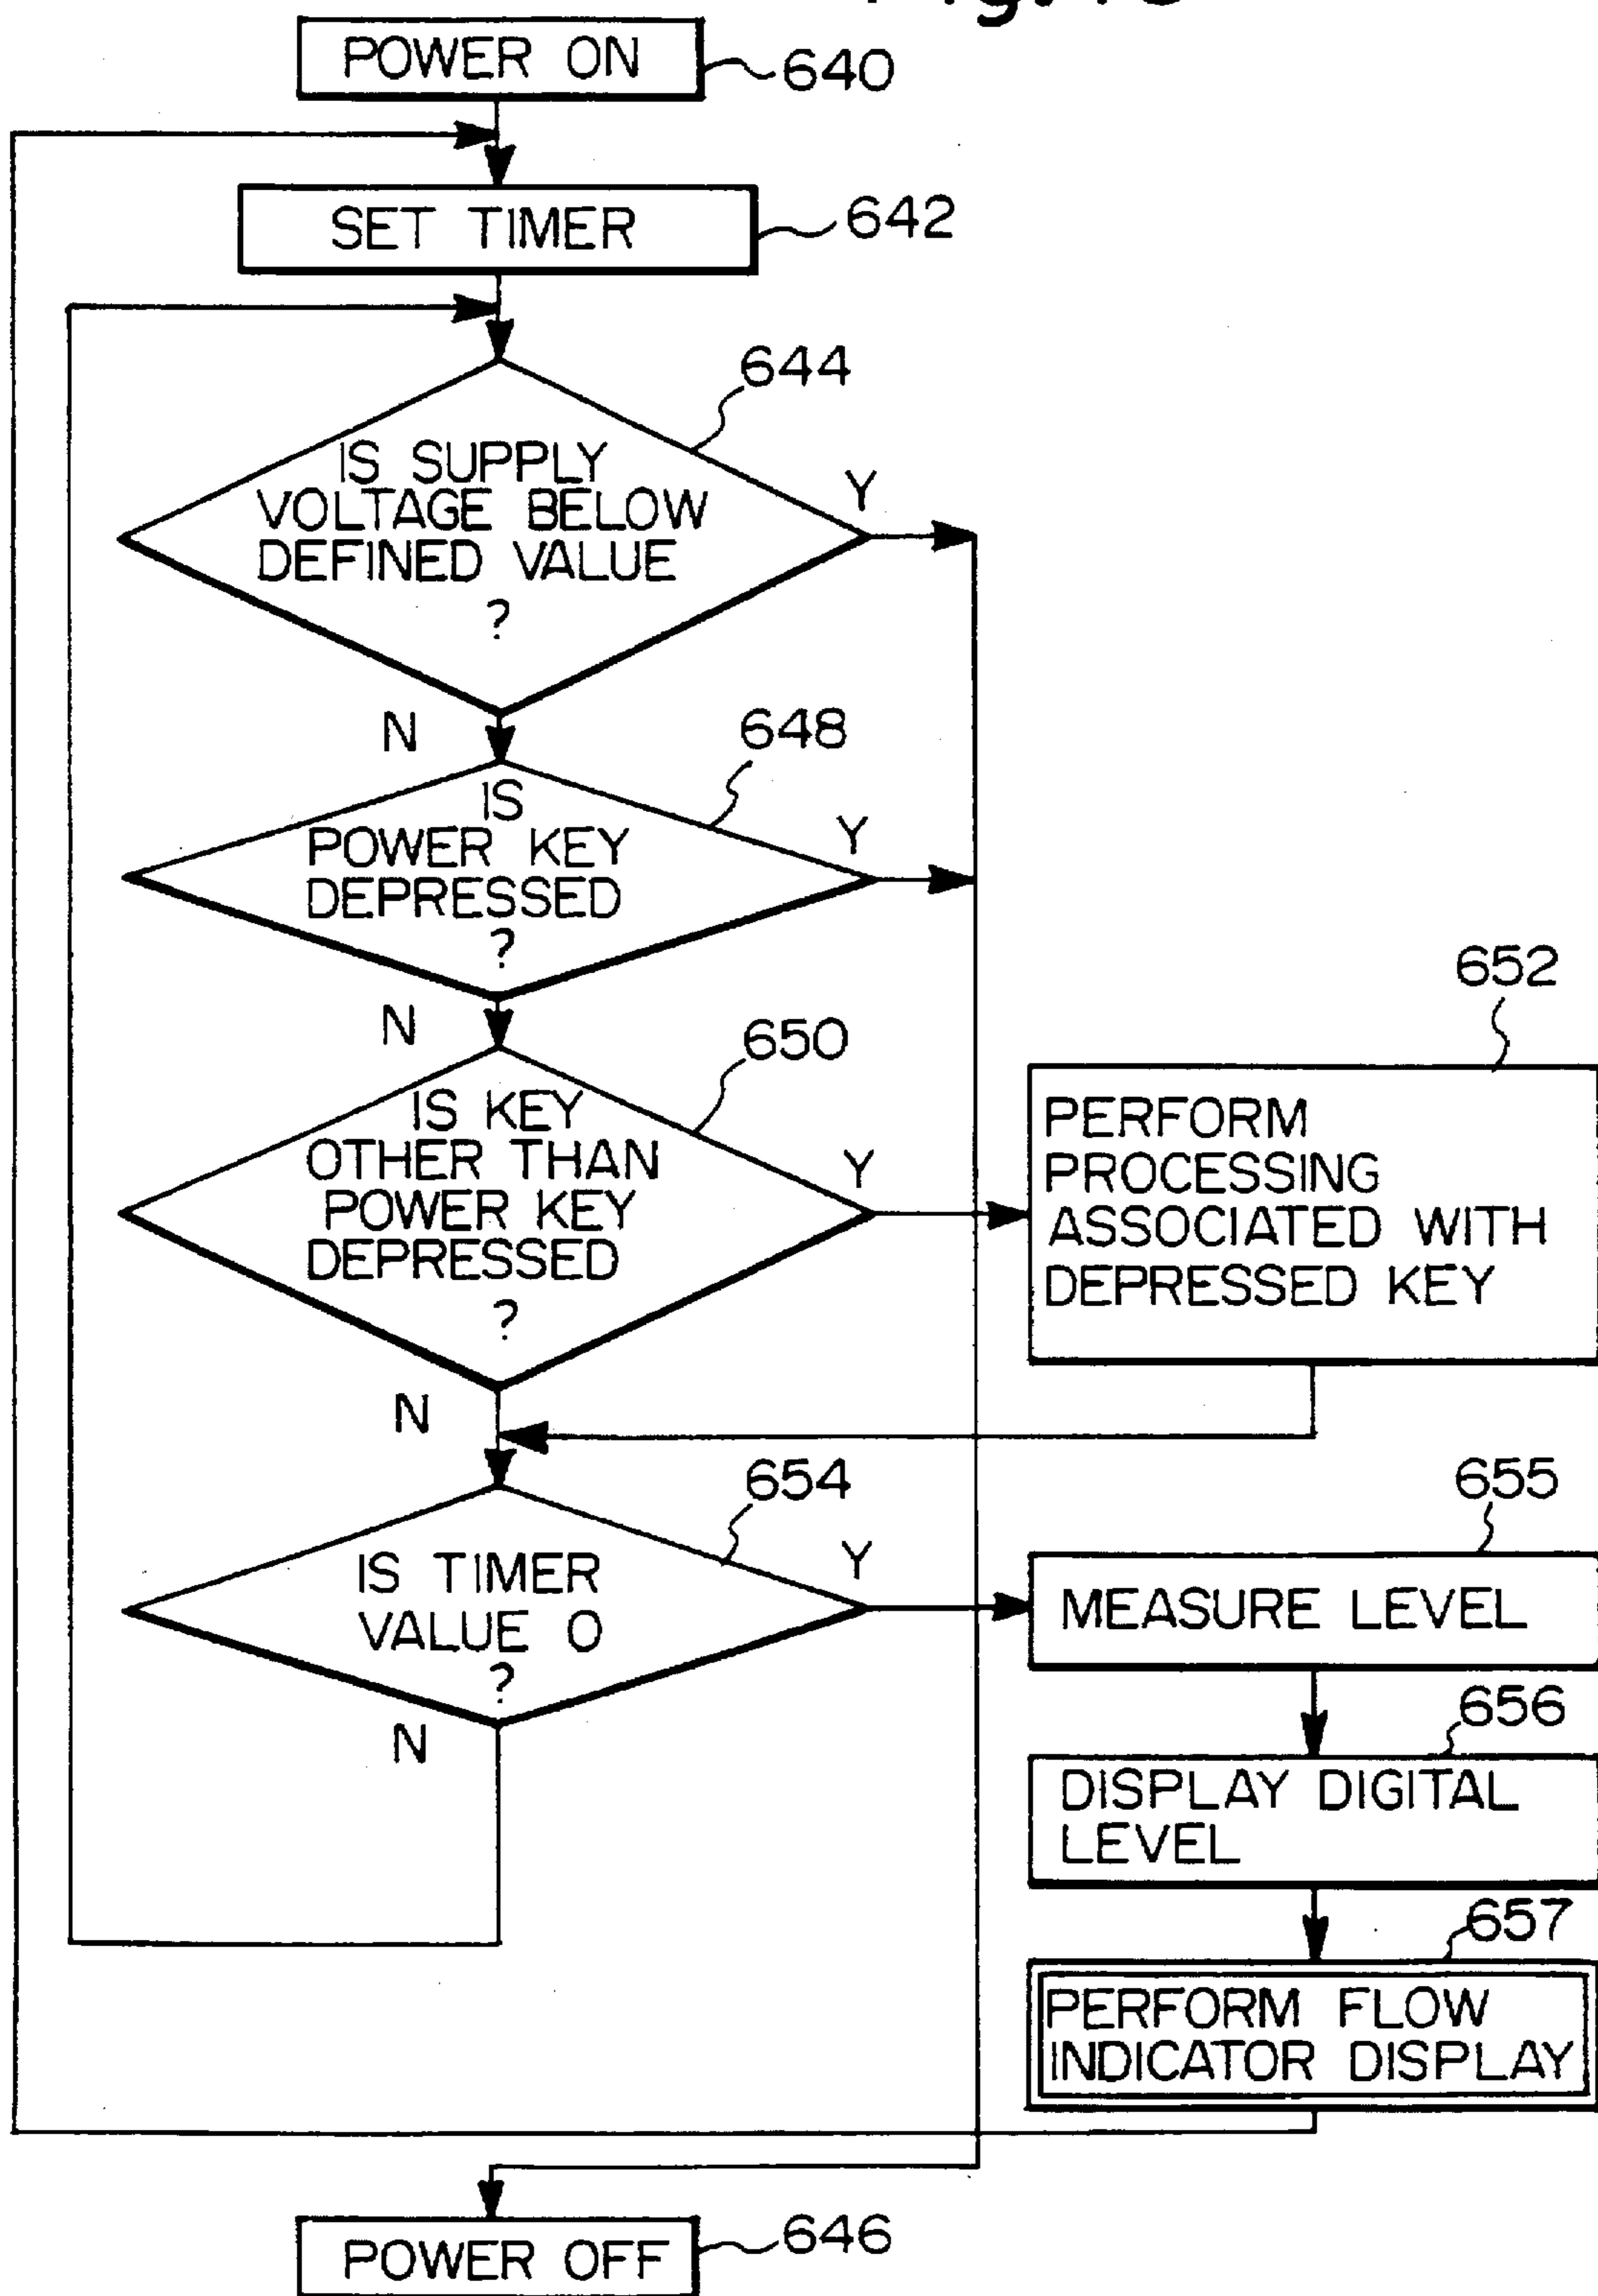 POWER ON
640
SET TIMER
642
644
IS SUPPLY
VOLTAGE BELOW
DEFINED VALUE
?
Y
N
648
IS
POWER KEY
DEPRESSED
?
Y
N
650
IS KEY
OTHER THAN
POWER KEY
DEPRESSED
?
Y
N
652
PERFORM
PROCESSING
ASSOCIATED WITH
DEPRESSED KEY
654
IS TIMER
VALUE 0
?
Y
N
655
MEASURE LEVEL
656
DISPLAY DIGITAL
LEVEL
657
PERFORM FLOW
INDICATOR DISPLAY
POWER OFF
646